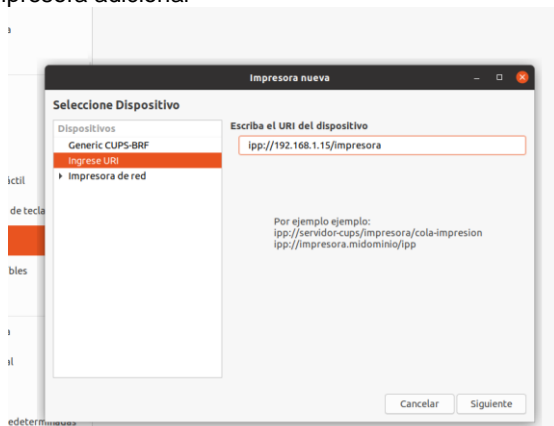 impresora adicional
Impresora nueva
Seleccione Dispositivo
Dispositivos
Generic CUPS-BRF
Ingrese URI
Impresora de red
Escriba el URI del dispositivo
ipp://192.168.1.15/impresora
Por ejemplo ejemplo:
ipp://servidor-cups/impresora/cola-impresion
ipp://impresora.midominio/ipp
áctil
de tecla
bles
al
Cancelar
Siguiente